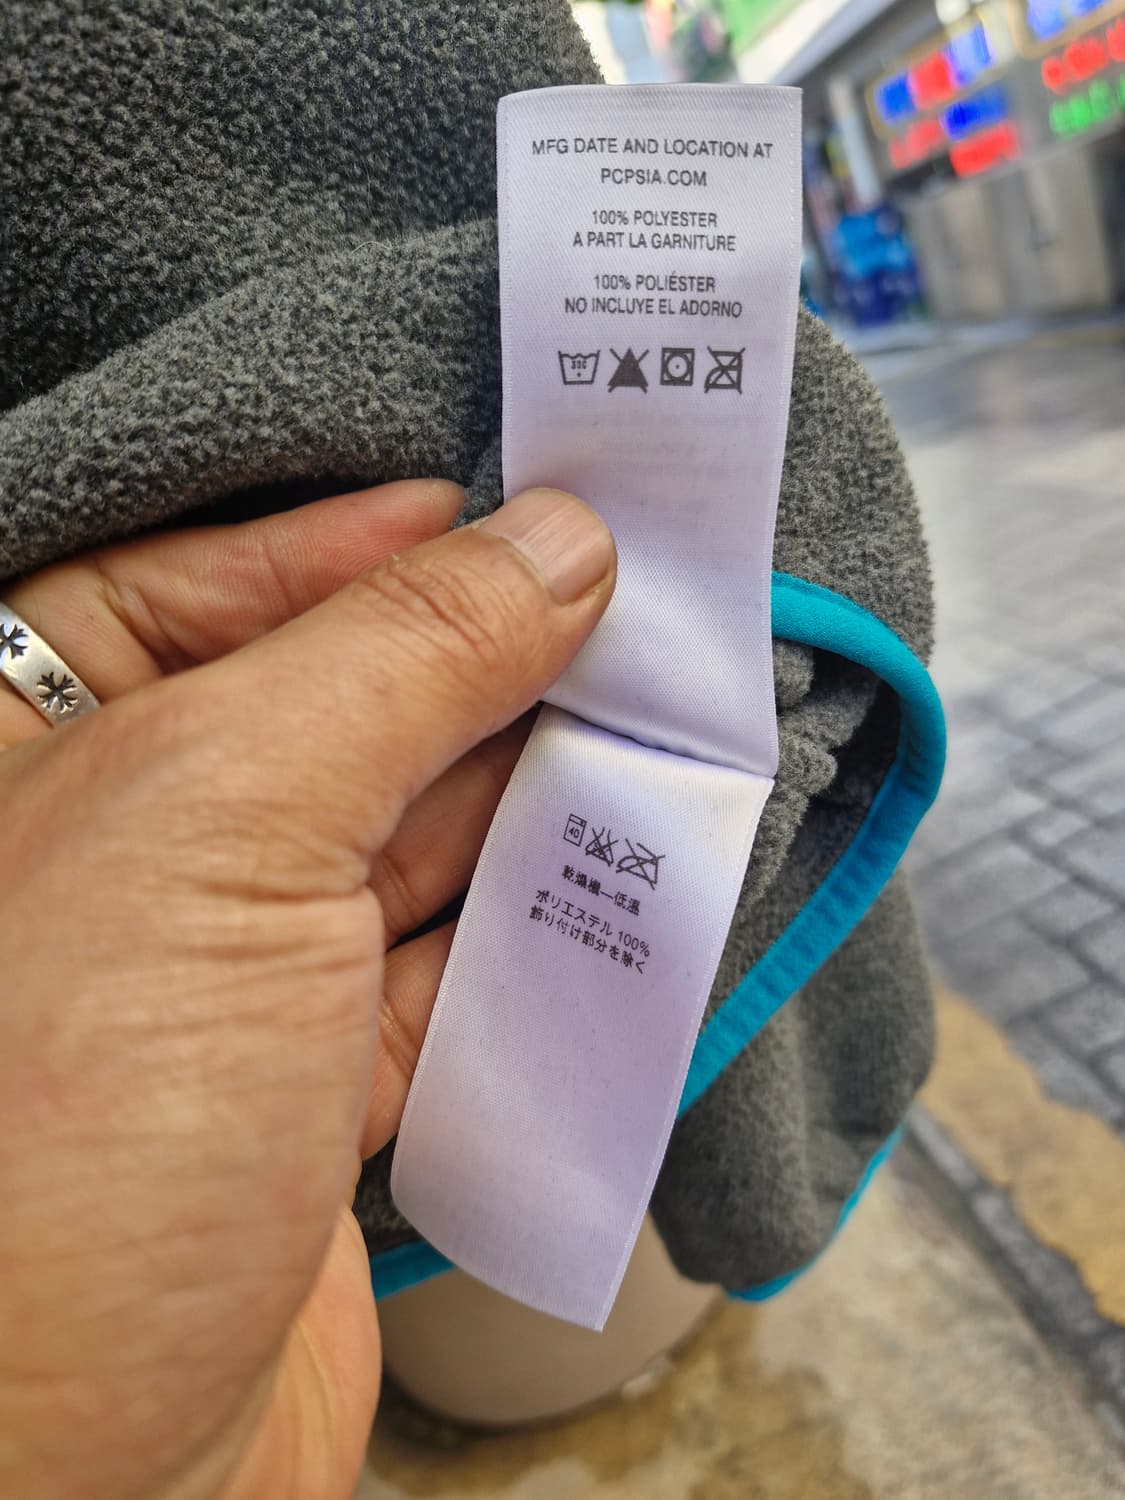 MFG DATE AND LOCATION AT
PCPSIA.COM
100% POLYESTER
A PART LA GARNITURE
100% POLIÉSTER
NO INCLUYE EL ADORNO
40
乾燥機—低温
ポリエステル 100%
飾り付け部分を除く